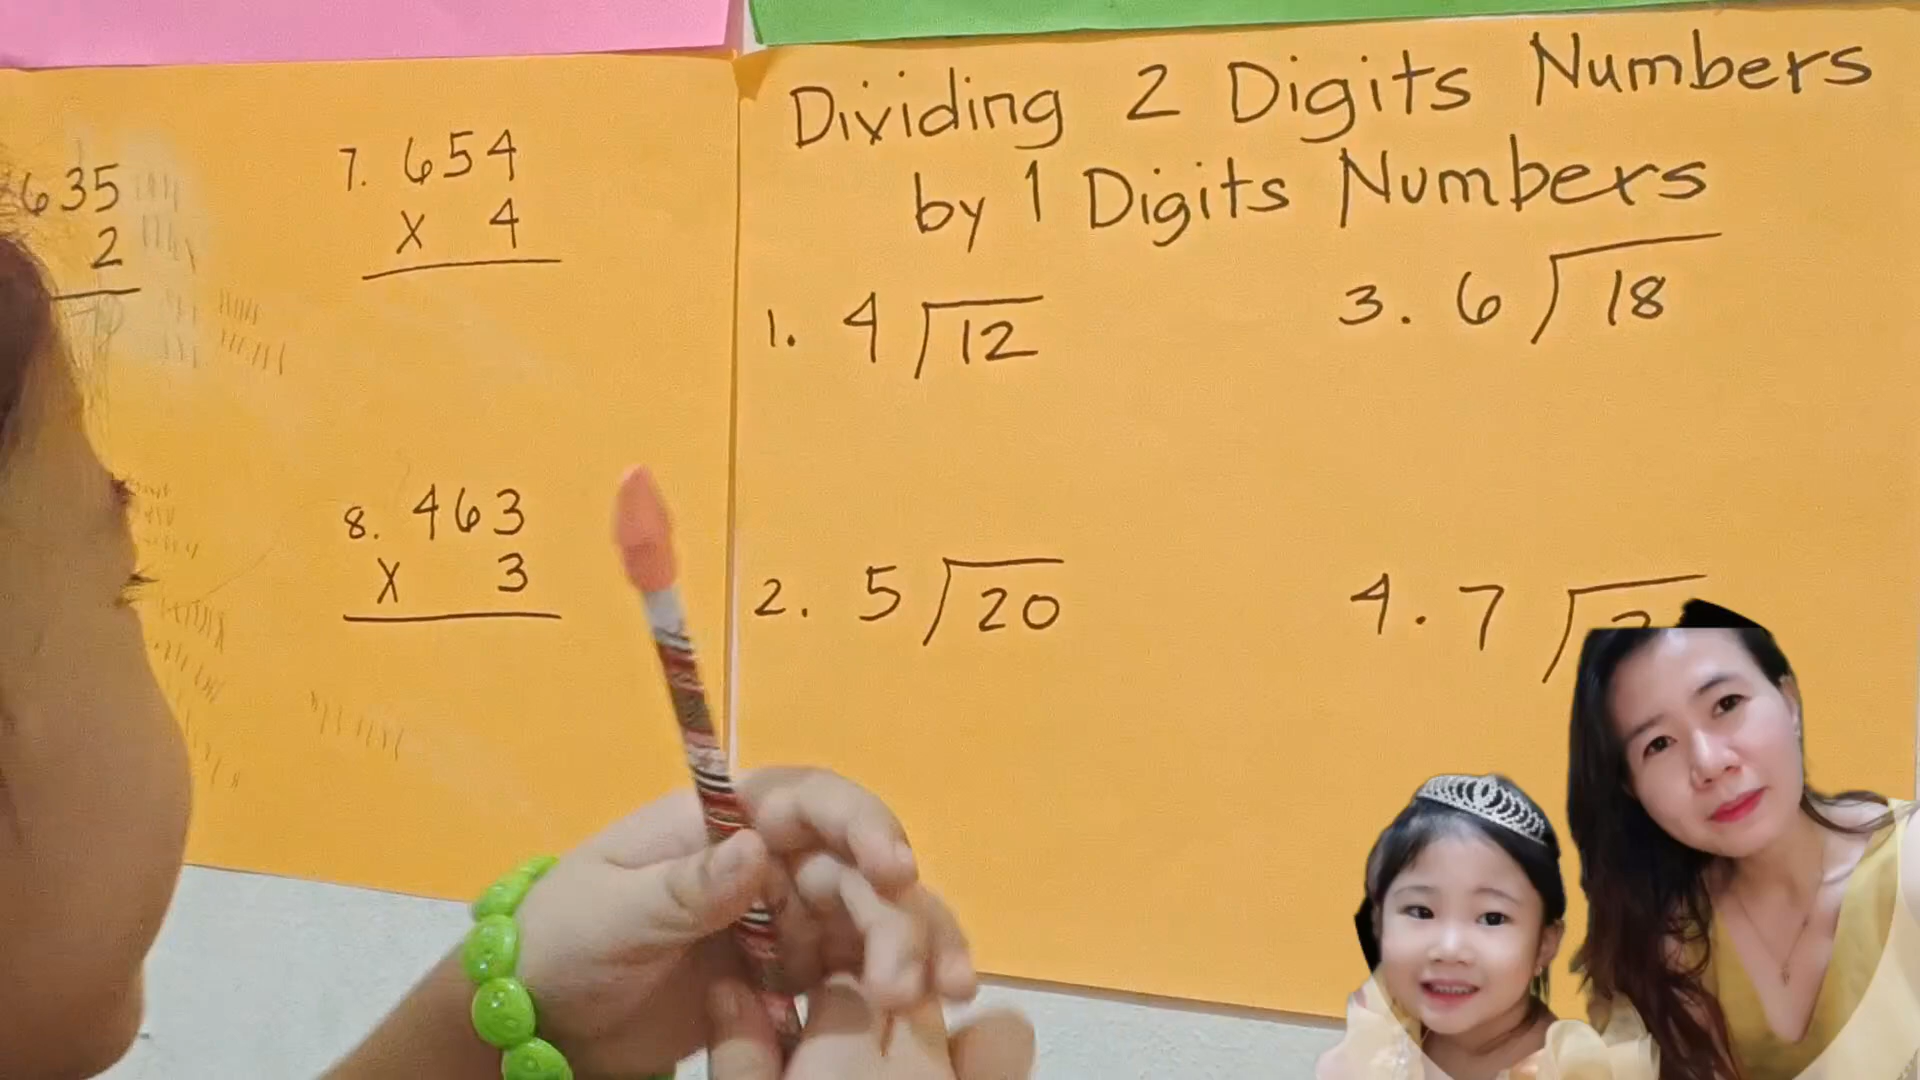 635
2
7. 654
X 4
8. 463
X 3
Dividing 2 Digits Numbers
by 1 Digits Numbers
1. 4 12
3. 6 18
2. 5 20
4. 7